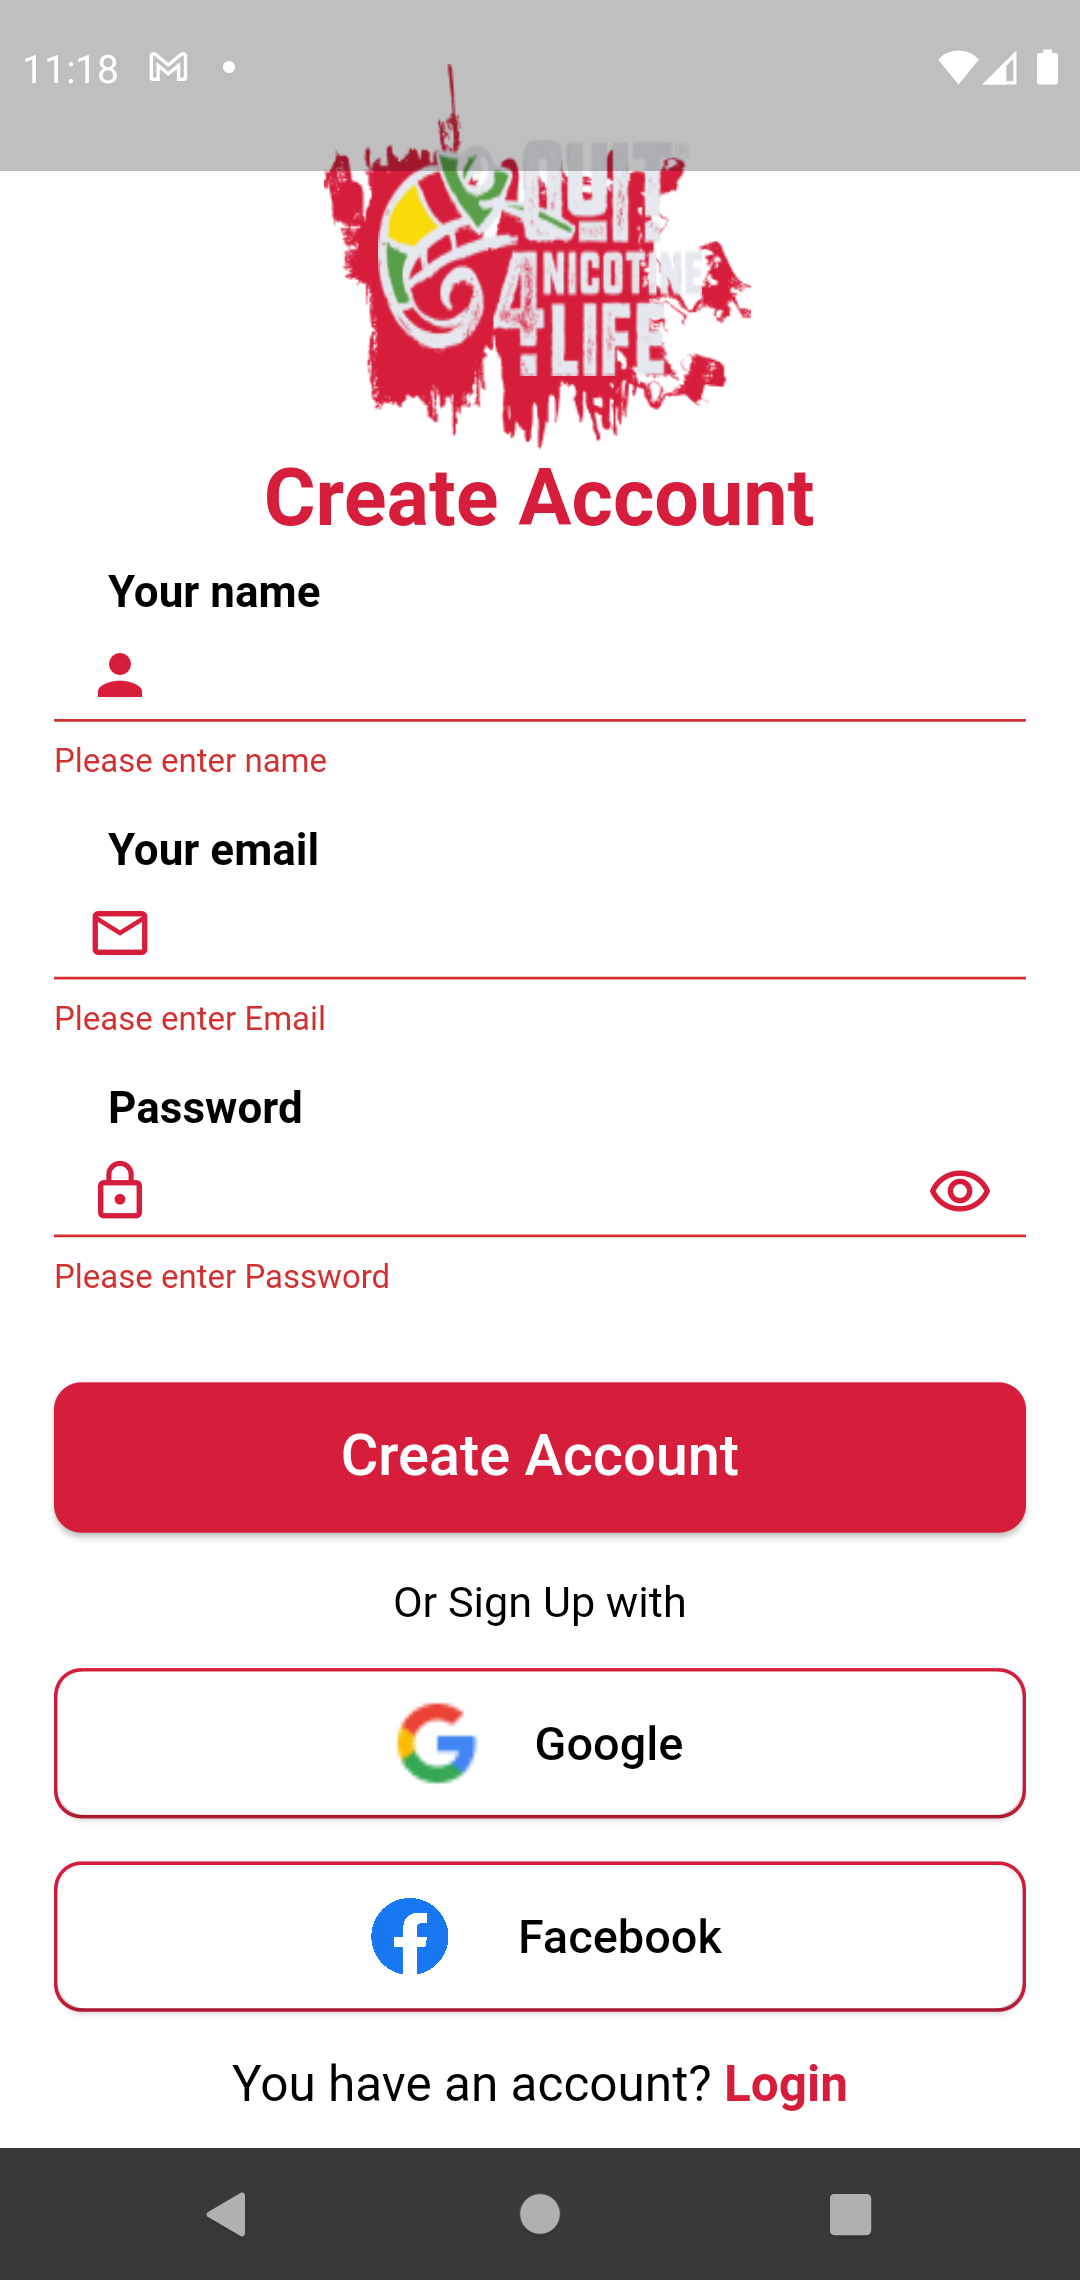 11:18
QUIT®
4 NICOTINE
LIFE
Create Account
Your name
Please enter name
Your email
Please enter Email
Password
Please enter Password
Create Account
Or Sign Up with
Google
Facebook
You have an account? Login